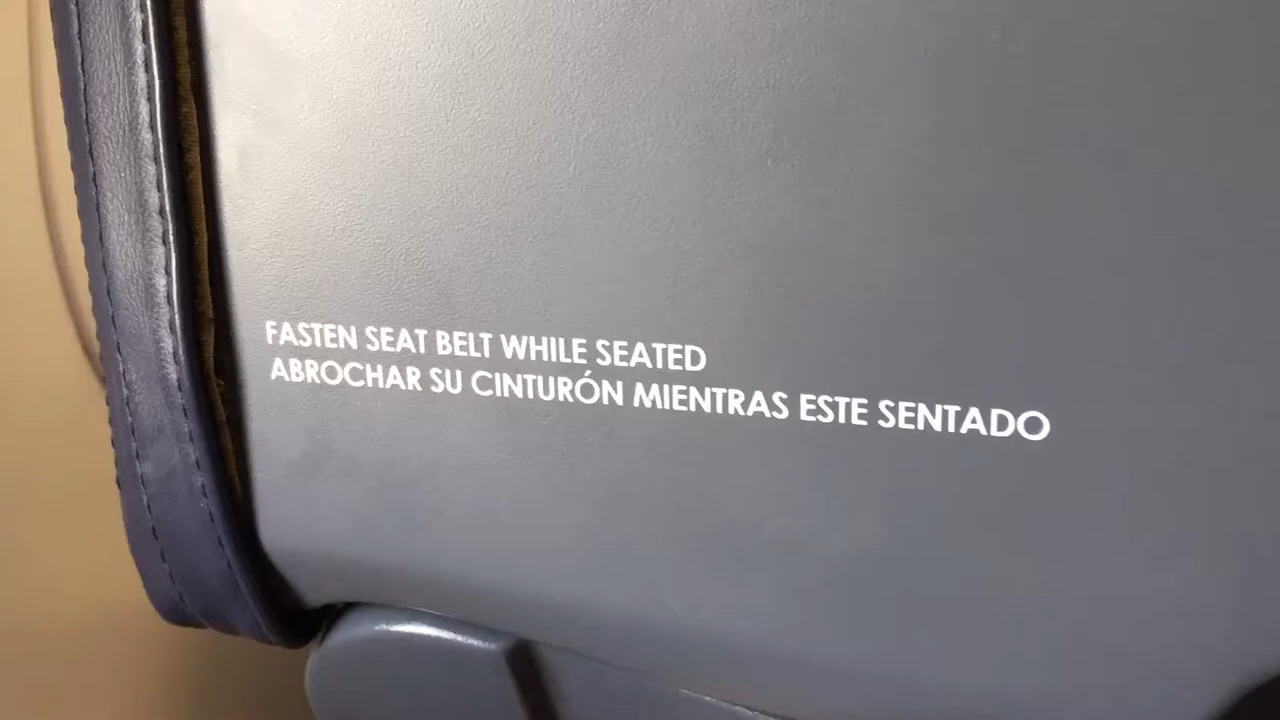 FASTEN SEAT BELT WHILE SEATED
ABROCHAR SU CINTURÓN MIENTRAS ESTE SENTADO